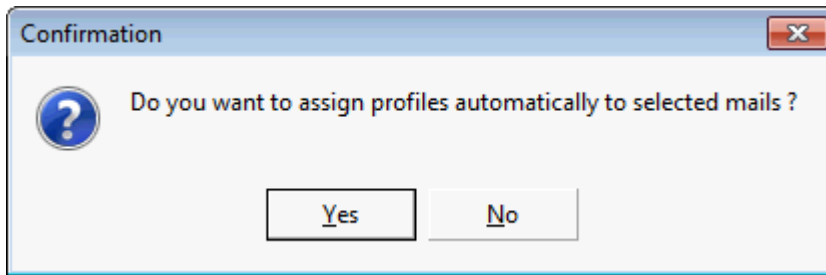 Confirmation
Do you want to assign profiles automatically to selected mails ?
Yes
No